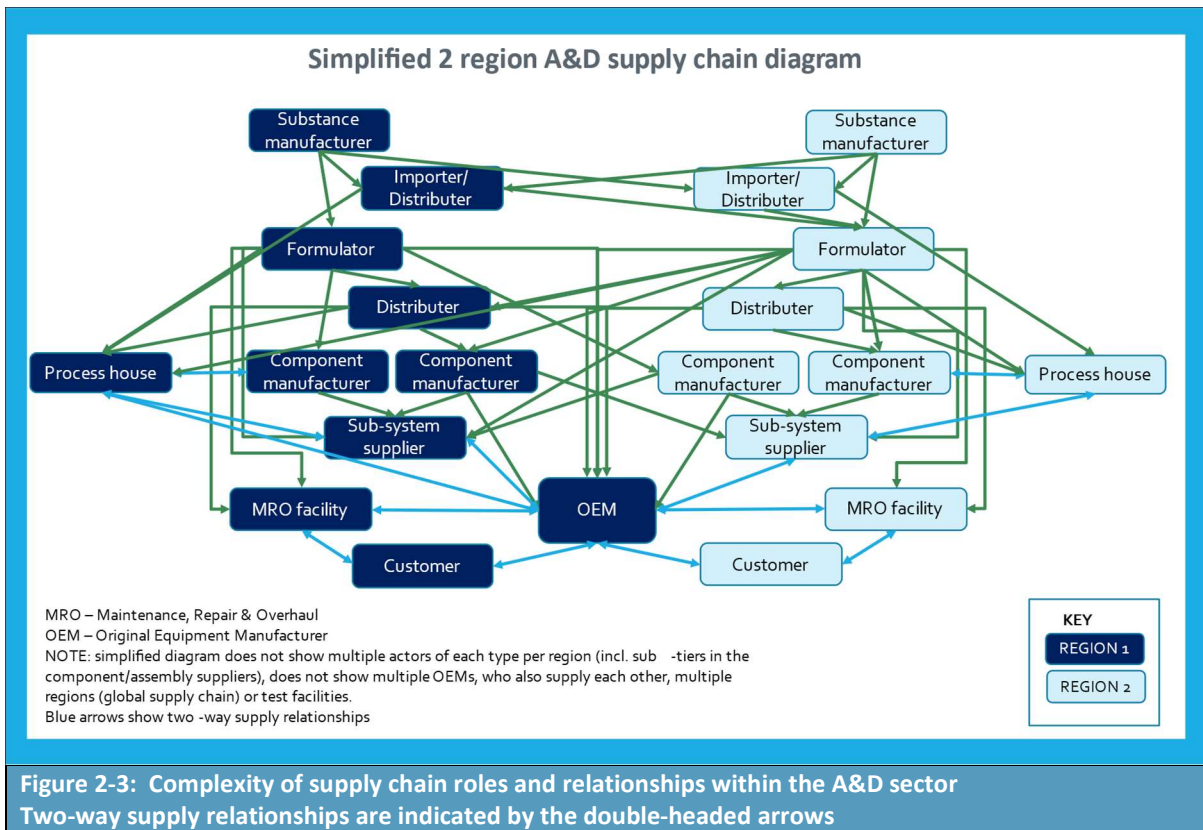 Simplified 2 region A&D supply chain diagram
Substance
manufacturer
Substance
manufacturer
Importer/
Distributer
Importer/
Distributer
Formulator
Formulator
Distributer
Distributer
Process house
Component
manufacturer
Component
manufacturer
Component
manufacturer
Component
manufacturer
Process house
Sub-system
supplier
Sub-system
supplier
MRO facility
OEM
MRO facility
Customer
Customer
MRO – Maintenance, Repair & Overhaul
OEM – Original Equipment Manufacturer
NOTE: simplified diagram does not show multiple actors of each type per region (incl. sub -tiers in the
component/assembly suppliers), does not show multiple OEMs, who also supply each other, multiple
regions (global supply chain) or test facilities.
Blue arrows show two -way supply relationships
KEY
REGION 1
REGION 2
Figure 2-3: Complexity of supply chain roles and relationships within the A&D sector
Two-way supply relationships are indicated by the double-headed arrows